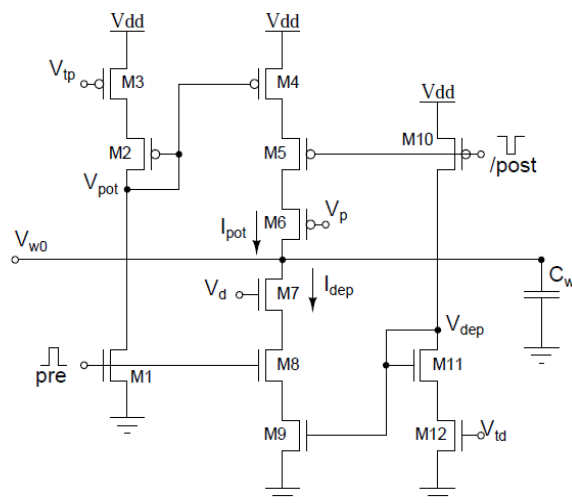 Vdd
Vdd
Vtp
M3
M4
Vdd
M2
M5
M10
/post
Vpot
M6
Vp
Ipot
Vw0
Cw
Vd
M7
Idep
Vdep
pre
M1
M8
M11
M9
M12
Vtd